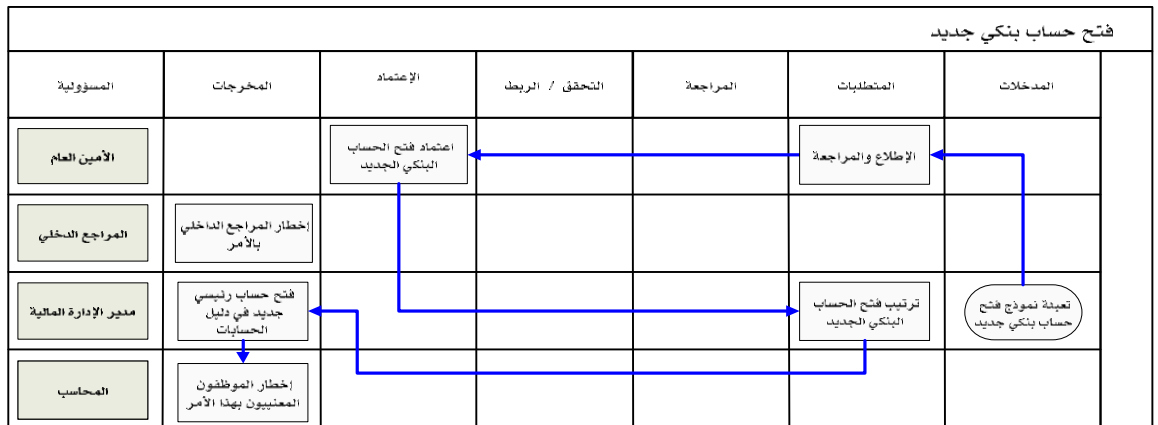 فتح حساب بنكي جديد
المدخلات
المتطلبات
المراجعة
التحقق / الربط
الإعتماد
المخرجات
المسؤولية
الإطلاع والمراجعة
اعتماد فتح الحساب
البنكي الجديد
الأمين العام
إخطار المراجع الداخلي
بالأمر
المراجع الدخلي
تعبئة نموذج فتح
حساب بنكي جديد
ترتيب فتح الحساب
البنكي الجديد
فتح حساب رئيسي
جديد في دليل
الحسابات
مدير الإدارة المالية
إخطار الموظفون
المعنييون بهذا الأمر
المحاسب